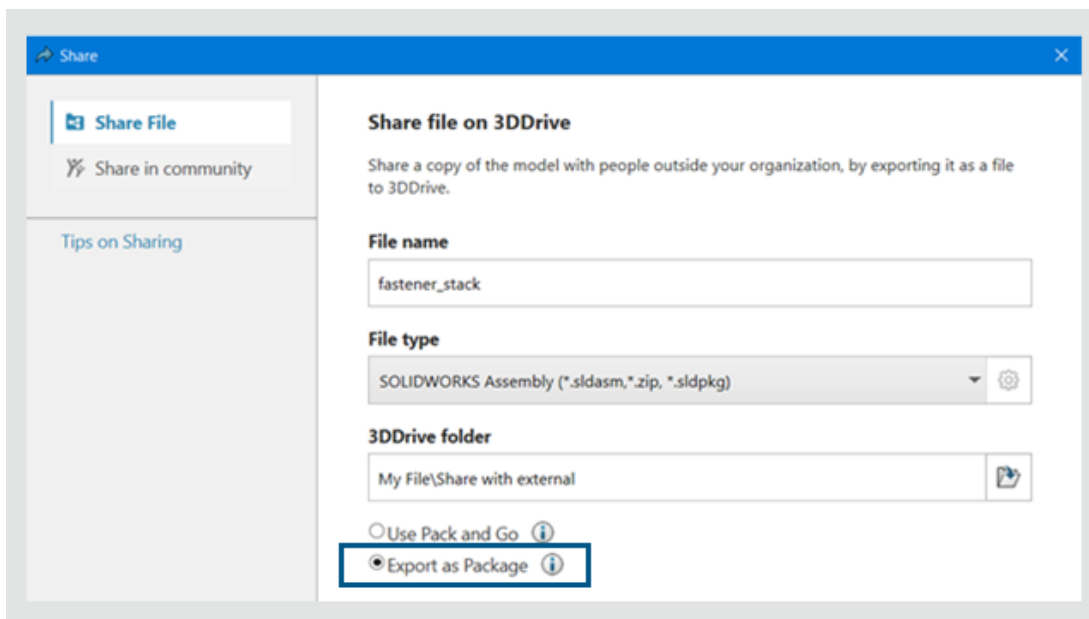 Share
Share File
Share in community
Tips on Sharing
Share file on 3DDrive
Share a copy of the model with people outside your organization, by exporting it as a file
to 3DDrive.
File name
fastener_stack
File type
SOLIDWORKS Assembly (*.sldasm,*.zip, *.sldpkg)
3DDrive folder
My File\Share with external
Use Pack and Go
Export as Package